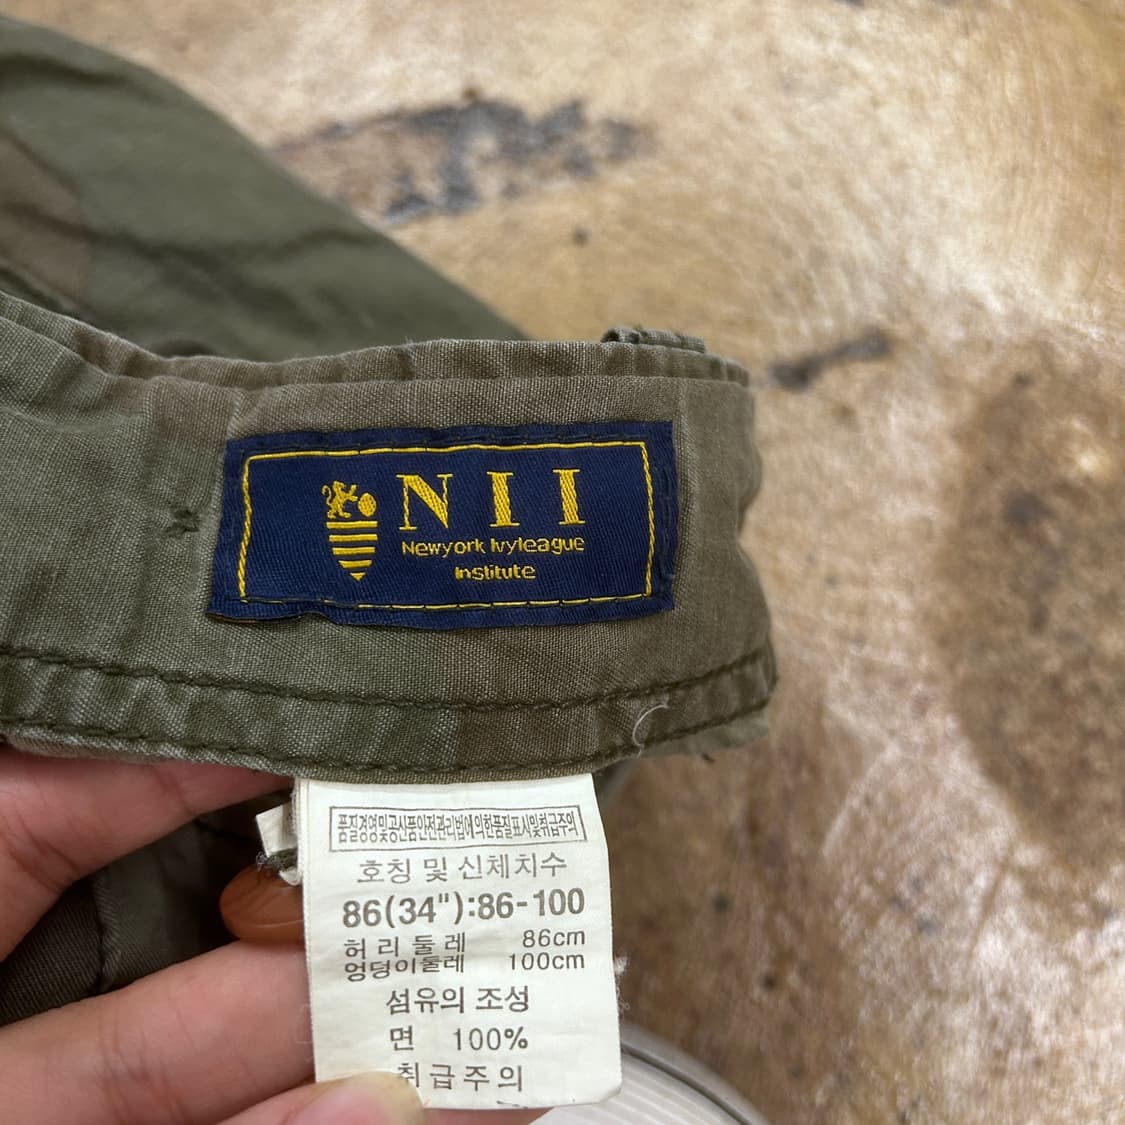 NII
Newyork Ivyleague
Institute
품질경영및공산품안전관리법에의한품질표시및취급주의
호칭 및 신체치수
86(34"):86-100
허리둘레 86cm
엉덩이둘레 100cm
섬유의 조성
면 100%
취급주의